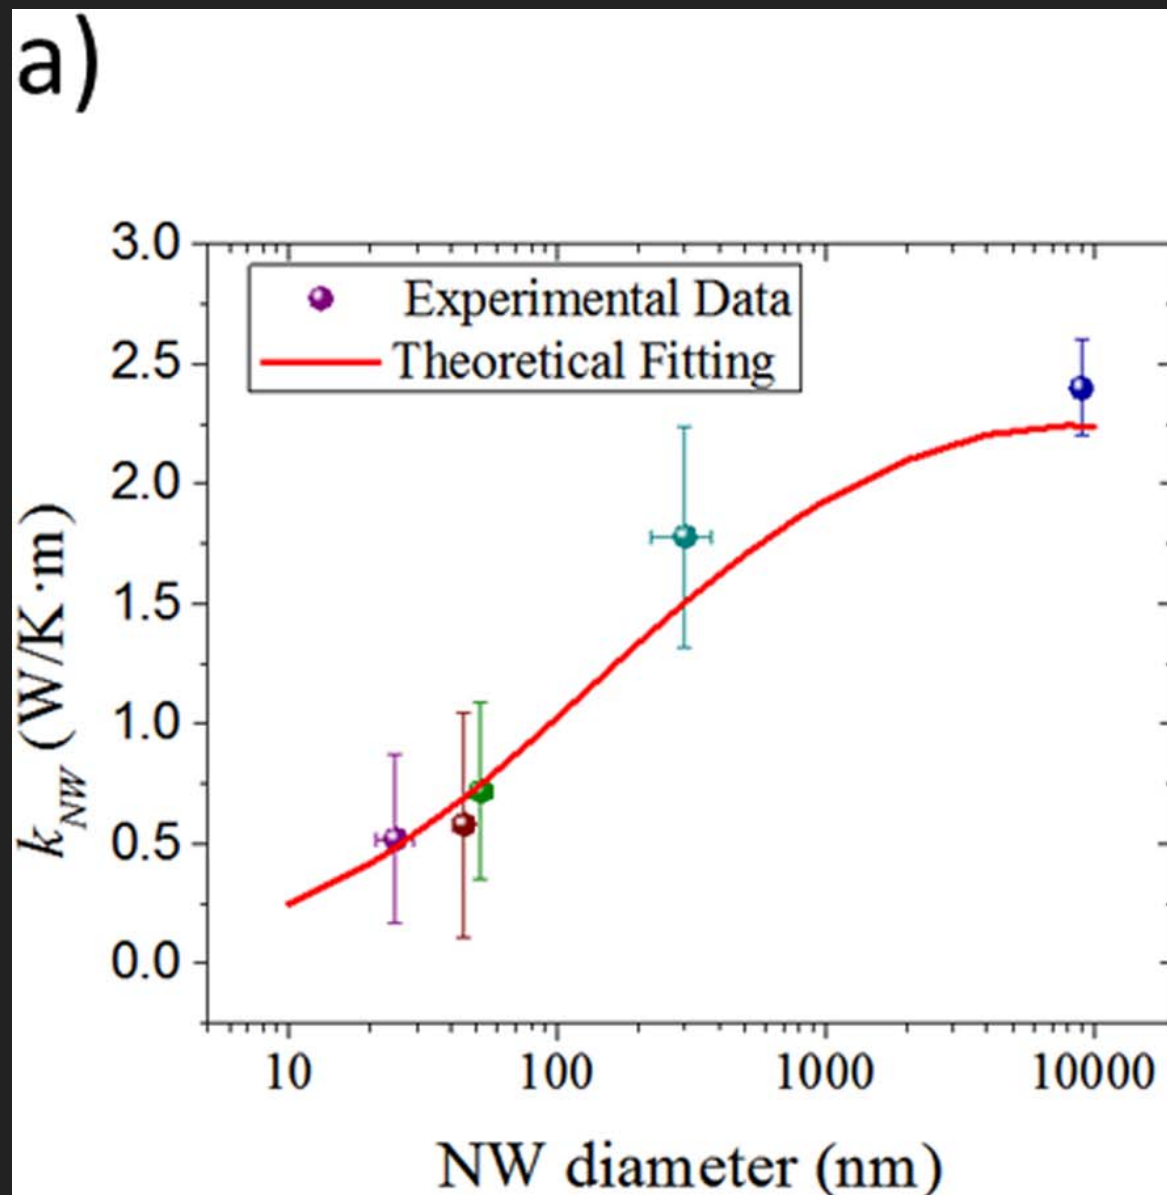 a)
3.0
Experimental Data
Theoretical Fitting
2.5
2.0
1.5
1.0
0.5
0.0
k_NW (W/K·m)
10 100 1000 10000
NW diameter (nm)